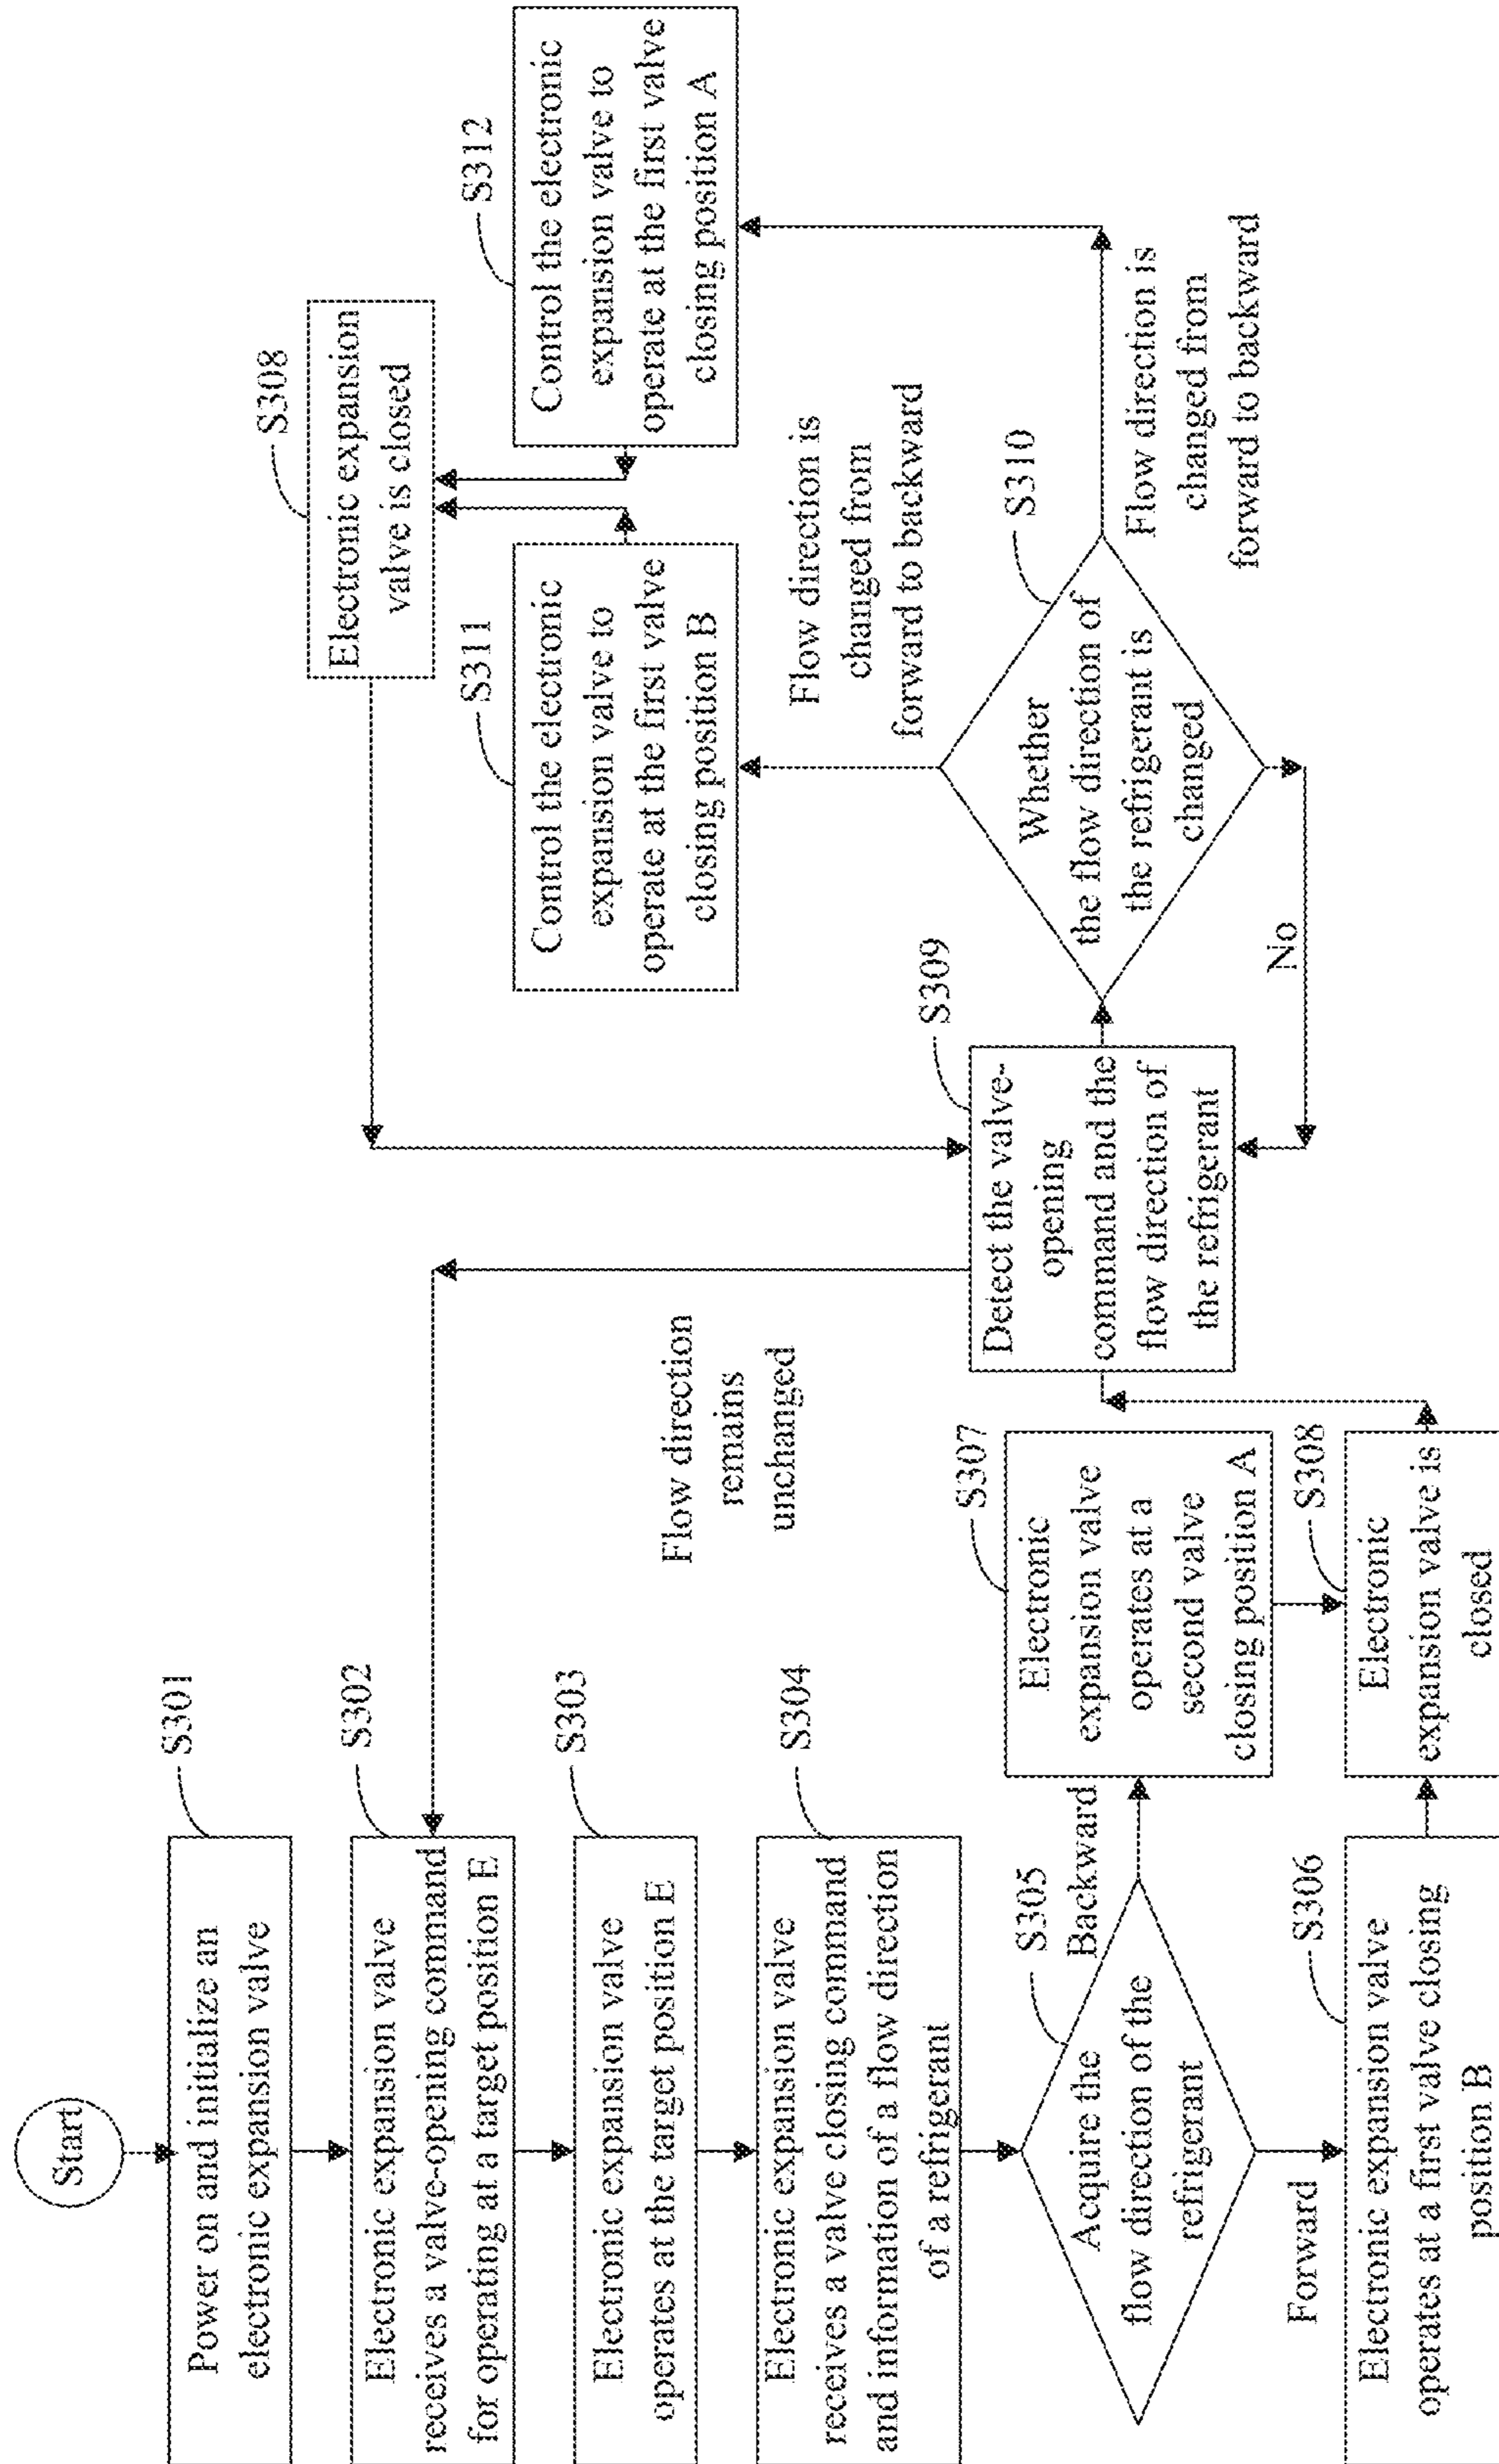 Start
S301
Power on and initialize an
electronic expansion valve
S302
Electronic expansion valve
receives a valve-opening command
for operating at a target position E
S303
Electronic expansion valve
operates at the target position E
S304
Electronic expansion valve
receives a valve closing command
and information of a flow direction
of a refrigerant
S305
Acquire the
flow direction of the
refrigerant
Backward
Forward
S306
Electronic expansion valve
operates at a first valve closing
position B
S307
Electronic
expansion valve
operates at a
second valve
closing position A
S308
Electronic
expansion valve is
closed
Flow direction
remains
unchanged
S309
Detect the valve-
opening
command and the
flow direction of
the refrigerant
No
S310
Whether
the flow direction of
the refrigerant is
changed
Flow direction is
changed from
forward to backward
Flow direction is
changed from
forward to backward
S311
Control the electronic
expansion valve to
operate at the first valve
closing position B
S312
Control the electronic
expansion valve to
operate at the first valve
closing position A
S308
Electronic expansion
valve is closed